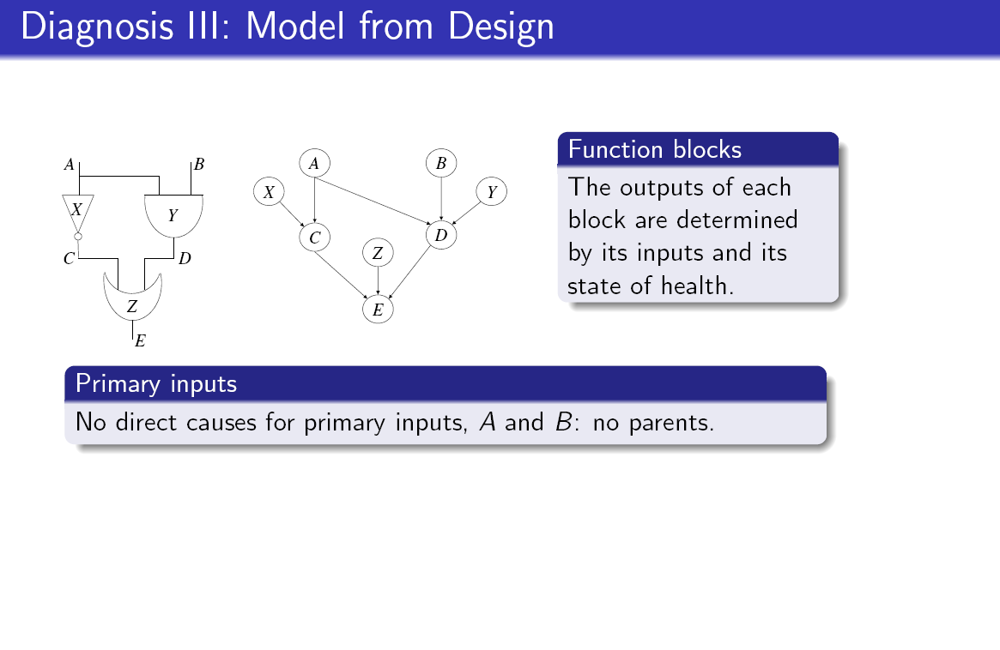 Diagnosis III: Model from Design
A
B
X
Y
C
D
Z
E
A
B
X
Y
C
D
Z
E
Function blocks
The outputs of each
block are determined
by its inputs and its
state of health.
Primary inputs
No direct causes for primary inputs, A and B: no parents.